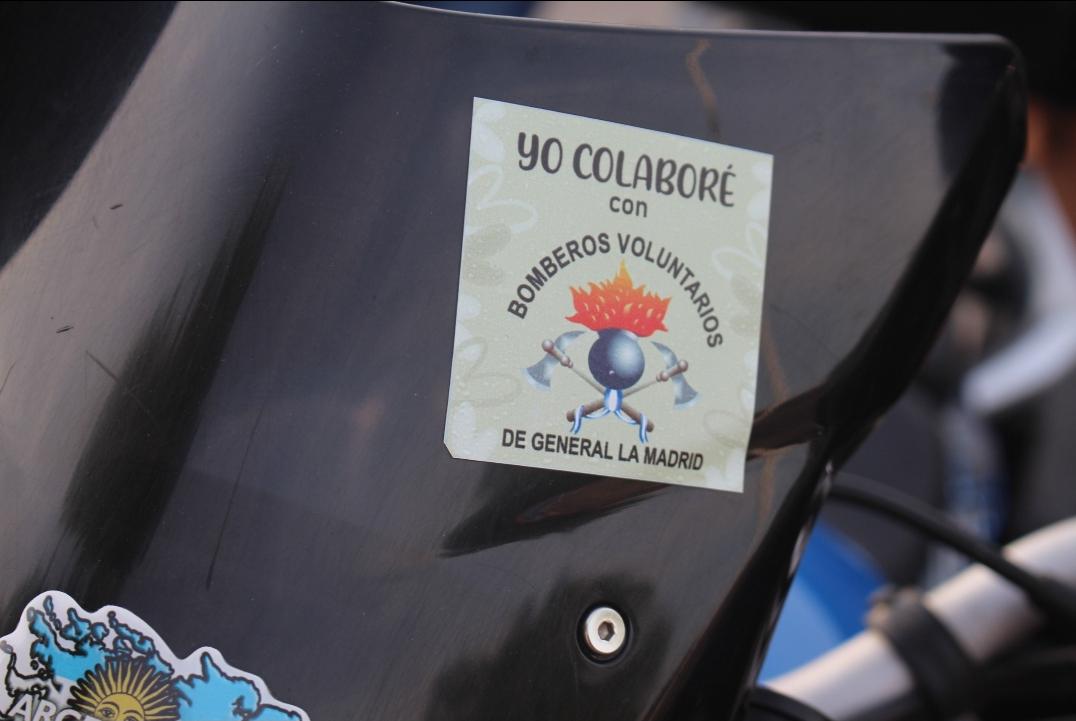 YO COLABORÉ
con
BOMBEROS VOLUNTARIOS
DE GENERAL LA MADRID